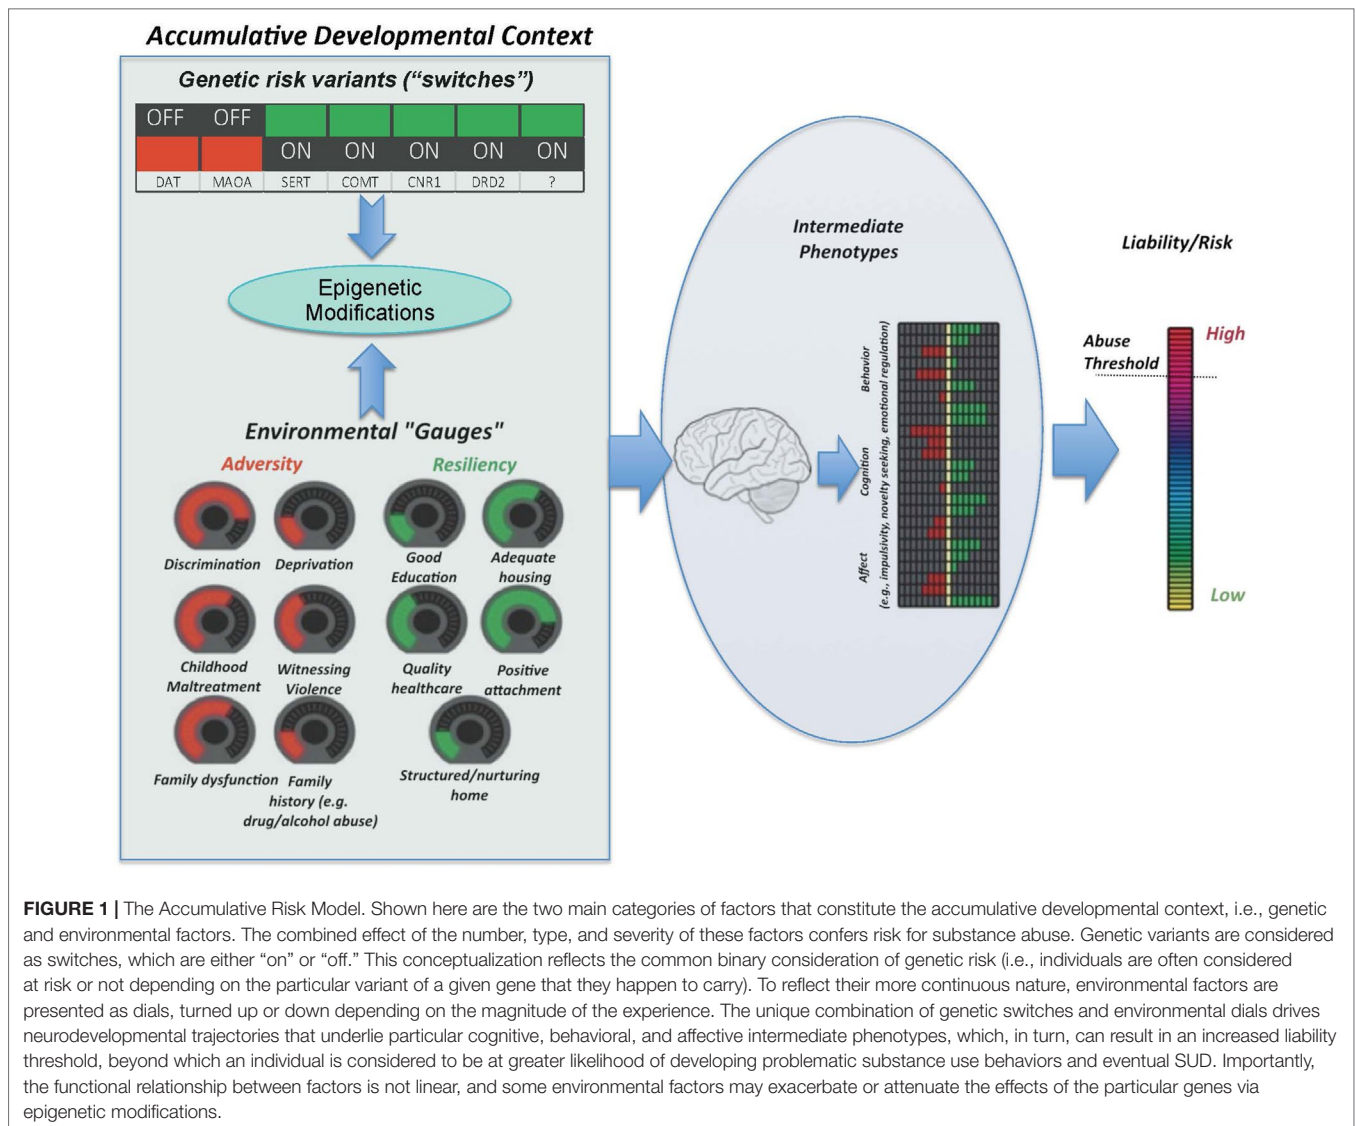 Accumulative Developmental Context
Genetic risk variants (“switches”)
OFF OFF
ON ON ON ON ON
DAT MAOA SERT COMT CNR1 DRD2 ?
Epigenetic
Modifications
Environmental "Gauges"
Adversity Resiliency
Discrimination Deprivation
Good
Education
Adequate
housing
Childhood
Maltreatment
Witnessing
Violence
Quality
healthcare
Positive
attachment
Family dysfunction
Family
history (e.g.
drug/alcohol abuse)
Structured/nurturing
home
Intermediate
Phenotypes
Behavior
Cognition
Affect
(e.g., impulsivity, novelty seeking, emotional regulation)
Liability/Risk
Abuse
Threshold
High
Low
FIGURE 1 | The Accumulative Risk Model. Shown here are the two main categories of factors that constitute the accumulative developmental context, i.e., genetic
and environmental factors. The combined effect of the number, type, and severity of these factors confers risk for substance abuse. Genetic variants are considered
as switches, which are either “on” or “off.” This conceptualization reflects the common binary consideration of genetic risk (i.e., individuals are often considered
at risk or not depending on the particular variant of a given gene that they happen to carry). To reflect their more continuous nature, environmental factors are
presented as dials, turned up or down depending on the magnitude of the experience. The unique combination of genetic switches and environmental dials drives
neurodevelopmental trajectories that underlie particular cognitive, behavioral, and affective intermediate phenotypes, which, in turn, can result in an increased liability
threshold, beyond which an individual is considered to be at greater likelihood of developing problematic substance use behaviors and eventual SUD. Importantly,
the functional relationship between factors is not linear, and some environmental factors may exacerbate or attenuate the effects of the particular genes via
epigenetic modifications.